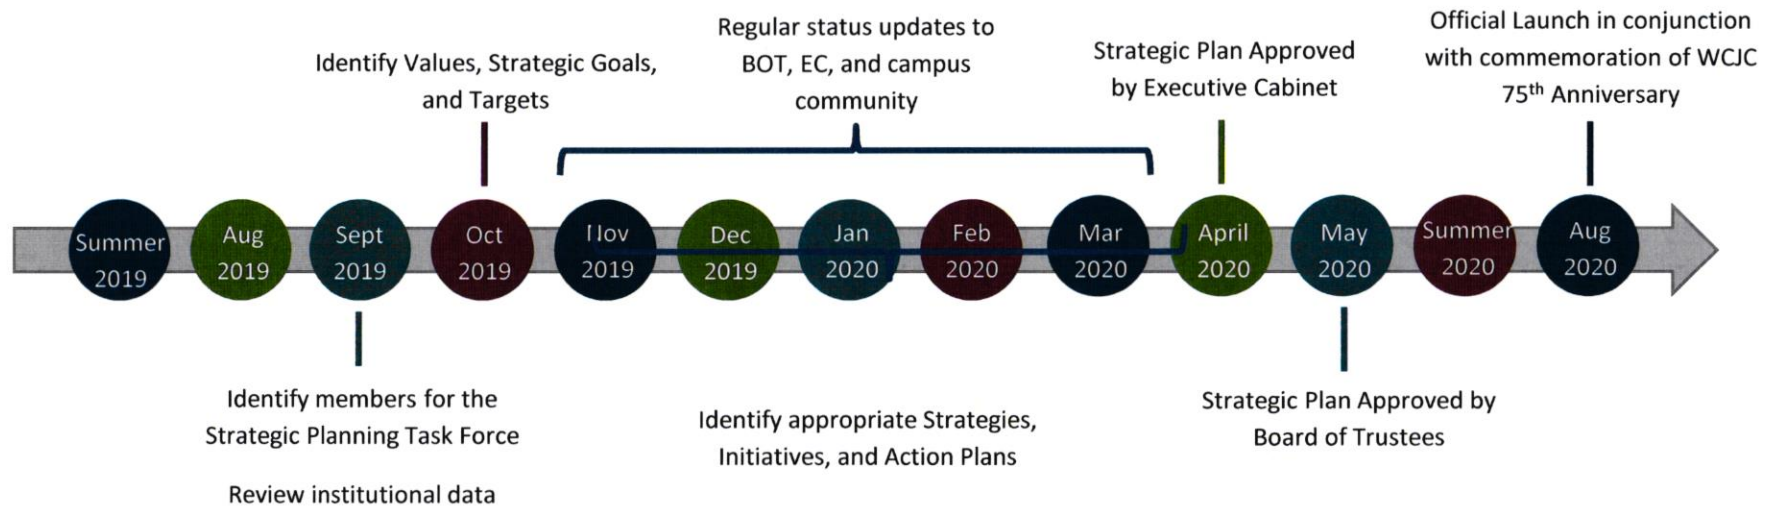 Identify Values, Strategic Goals,
and Targets
Regular status updates to
BOT, EC, and campus
community
Strategic Plan Approved
by Executive Cabinet
Official Launch in conjunction
with commemoration of WCJC
75th Anniversary
Summer
2019
Aug
2019
Sept
2019
Oct
2019
Nov
2019
Dec
2019
Jan
2020
Feb
2020
Mar
2020
April
2020
May
2020
Summer
2020
Aug
2020
Identify members for the
Strategic Planning Task Force
Review institutional data
Identify appropriate Strategies,
Initiatives, and Action Plans
Strategic Plan Approved by
Board of Trustees